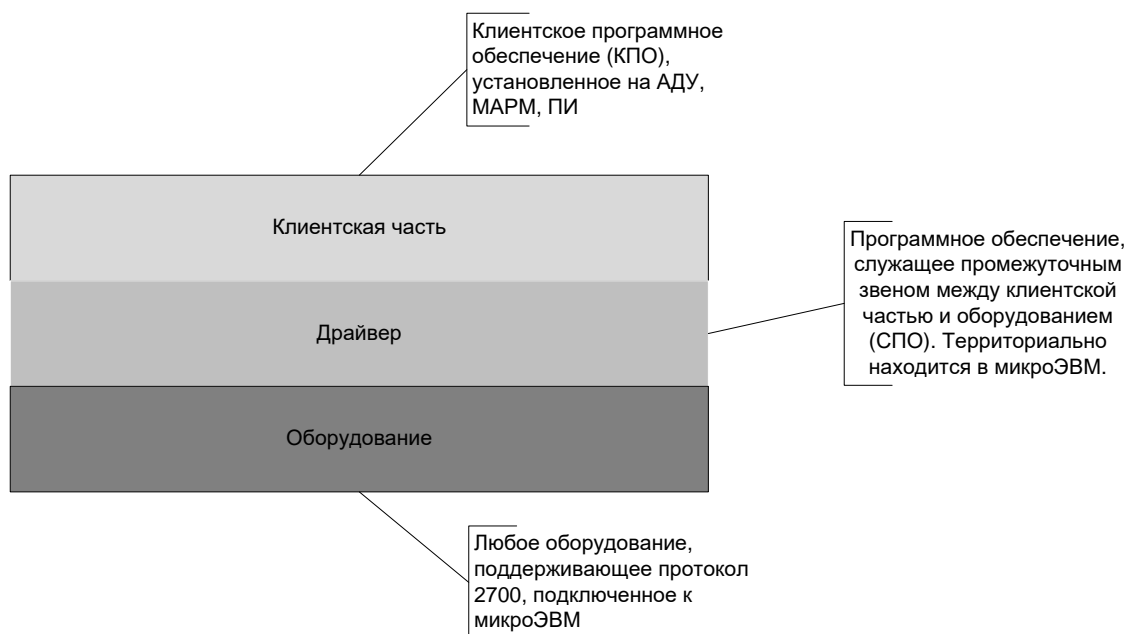 Клиентское программное
обеспечение (КПО),
установленное на АДУ,
МАРМ, ПИ
Клиентская часть
Программное обеспечение,
служащее промежуточным
звеном между клиентской
частью и оборудованием
(СПО). Территориально
находится в микроЭВМ.
Драйвер
Оборудование
Любое оборудование,
поддерживающее протокол
2700, подключенное к
микроЭВМ